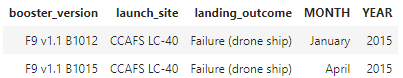 booster_version launch_site landing_outcome MONTH YEAR
F9 v1.1 B1012 CCAFS LC-40 Failure (drone ship) January 2015
F9 v1.1 B1015 CCAFS LC-40 Failure (drone ship) April 2015